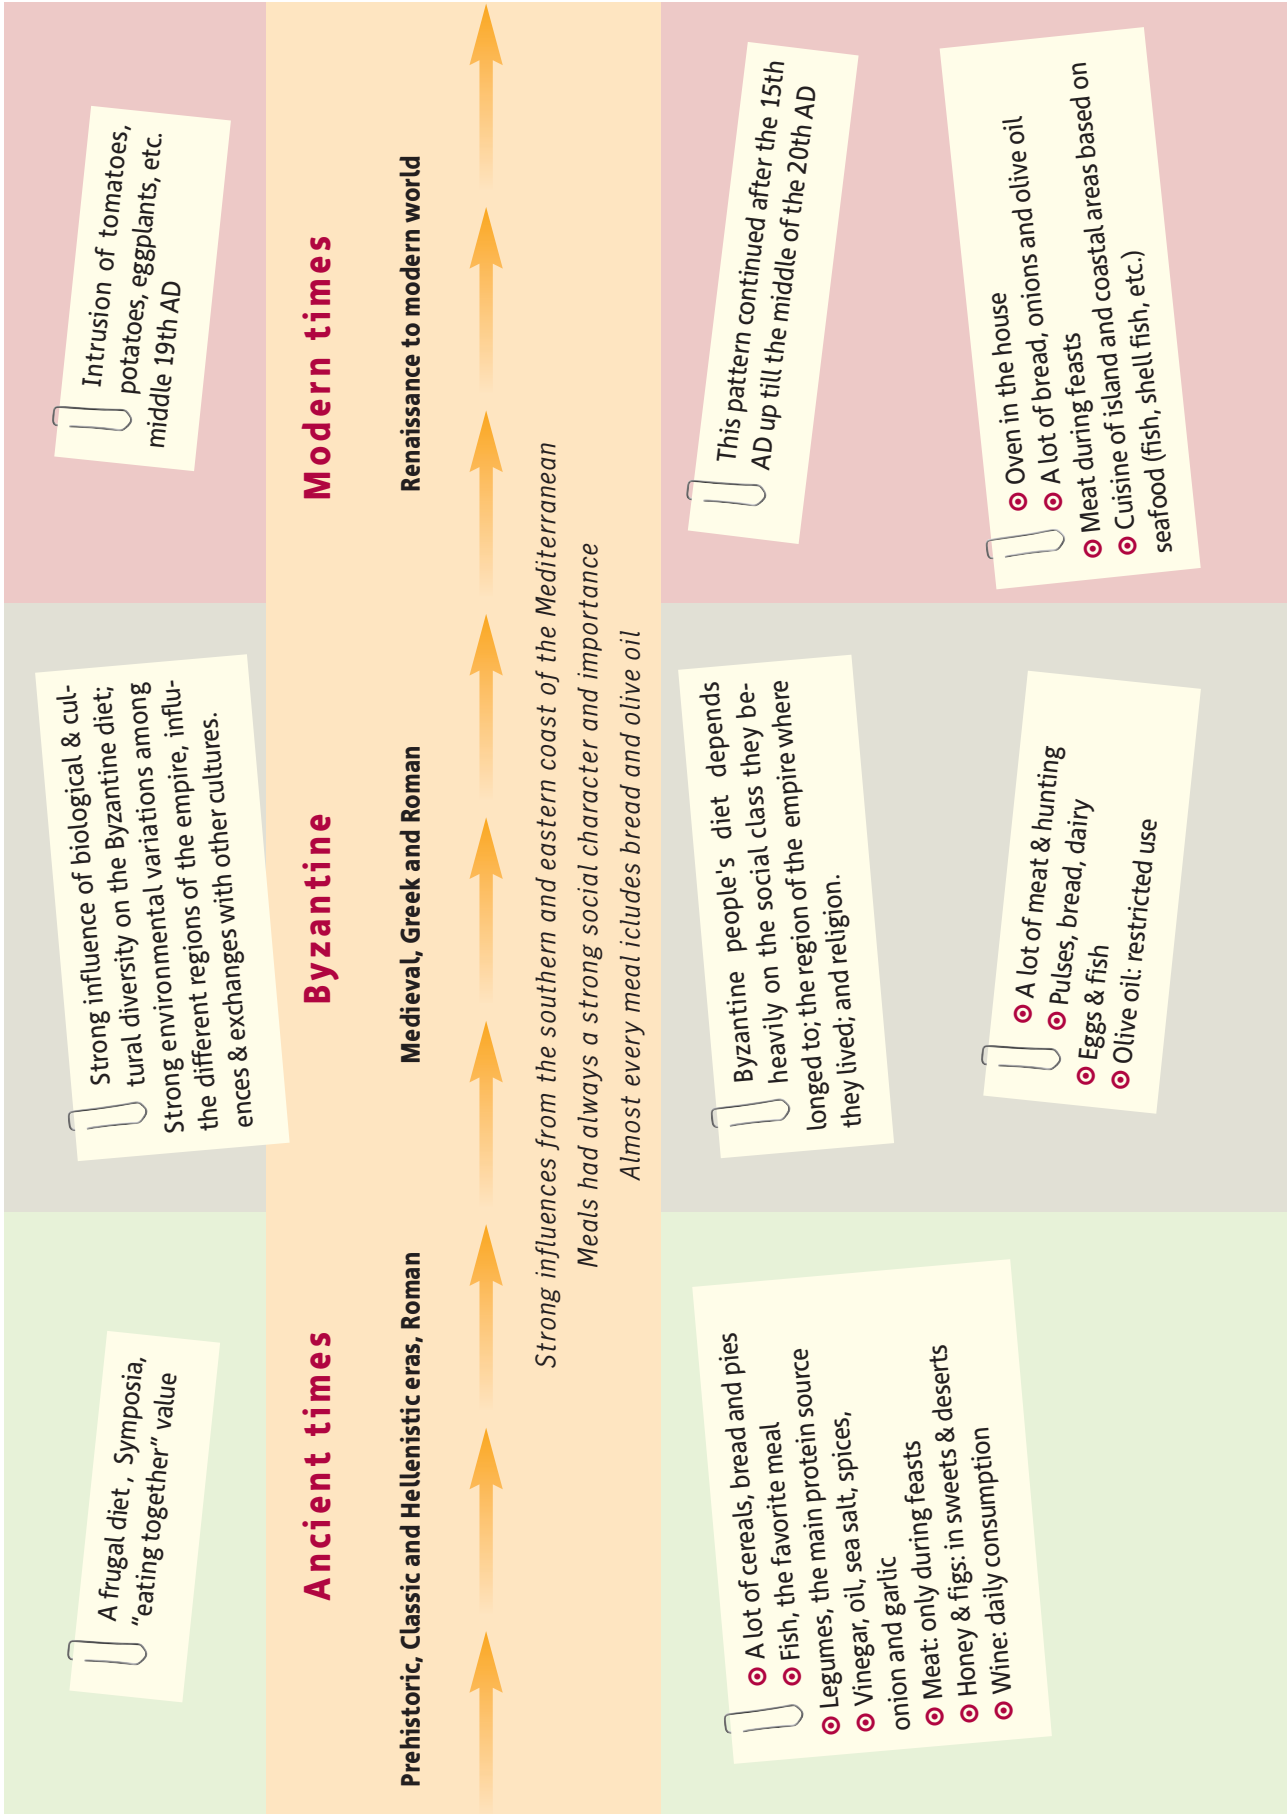 A frugal diet , Symposia,
“eating together” value
Strong influence of biological & cul-
tural diversity on the Byzantine diet;
Strong environmental variations among
the different regions of the empire, influ-
ences & exchanges with other cultures.
Intrusion of tomatoes,
potatoes, eggplants, etc.
middle 19th AD
Ancient times
Byzantine
Modern times
Prehistoric, Classic and Hellenistic eras, Roman
Medieval, Greek and Roman
Renaissance to modern world
Strong influences from the southern and eastern coast of the Mediterranean
Meals had always a strong social character and importance
Almost every meal icludes bread and olive oil
A lot of cereals, bread and pies
Fish, the favorite meal
Legumes, the main protein source
Vinegar, oil, sea salt, spices,
onion and garlic
Meat: only during feasts
Honey & figs: in sweets & deserts
Wine: daily consumption
Byzantine people's diet depends
heavily on the social class they be-
longed to; the region of the empire where
they lived; and religion.
A lot of meat & hunting
Pulses, bread, dairy
Eggs & fish
Olive oil: restricted use
This pattern continued after the 15th
AD up till the middle of the 20th AD
Oven in the house
A lot of bread, onions and olive oil
Meat during feasts
Cuisine of island and coastal areas based on
seafood (fish, shell fish, etc.)